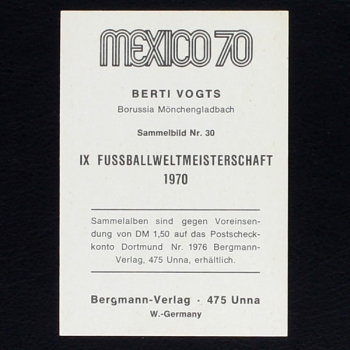 MEXICO 70
BERTI VOGTS
Borussia Mönchengladbach
Sammelbild Nr. 30
IX FUSSBALLWELTMEISTERSCHAFT
1970
Sammelalben sind gegen Voreinsen-
dung von DM 1,50 auf das Postscheck-
konto Dortmund Nr. 1976 Bergmann-
Verlag, 475 Unna, erhältlich.
Bergmann-Verlag · 475 Unna
W.-Germany